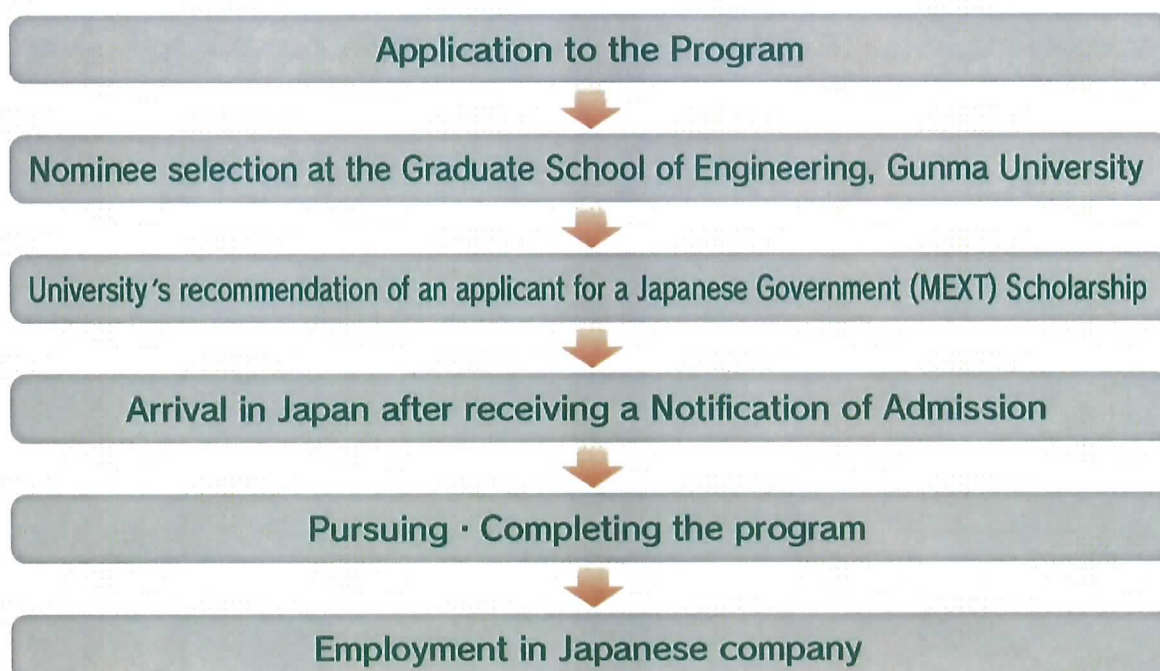 Application to the Program
Nominee selection at the Graduate School of Engineering, Gunma University
University's recommendation of an applicant for a Japanese Government (MEXT) Scholarship
Arrival in Japan after receiving a Notification of Admission
Pursuing・Completing the program
Employment in Japanese company